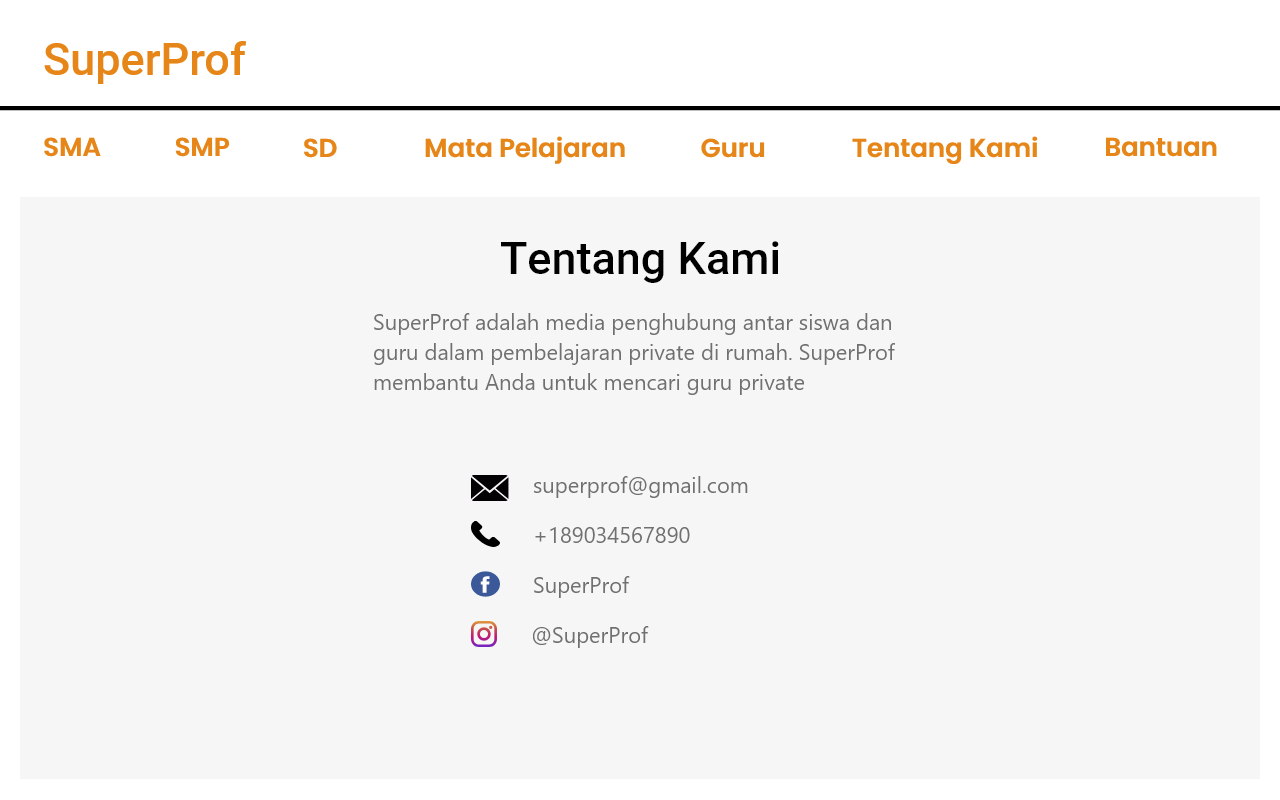 SuperProf
SMA SMP SD Mata Pelajaran Guru Tentang Kami Bantuan
Tentang Kami
SuperProf adalah media penghubung antar siswa dan
guru dalam pembelajaran private di rumah. SuperProf
membantu Anda untuk mencari guru private
superprof@gmail.com
+189034567890
SuperProf
@SuperProf